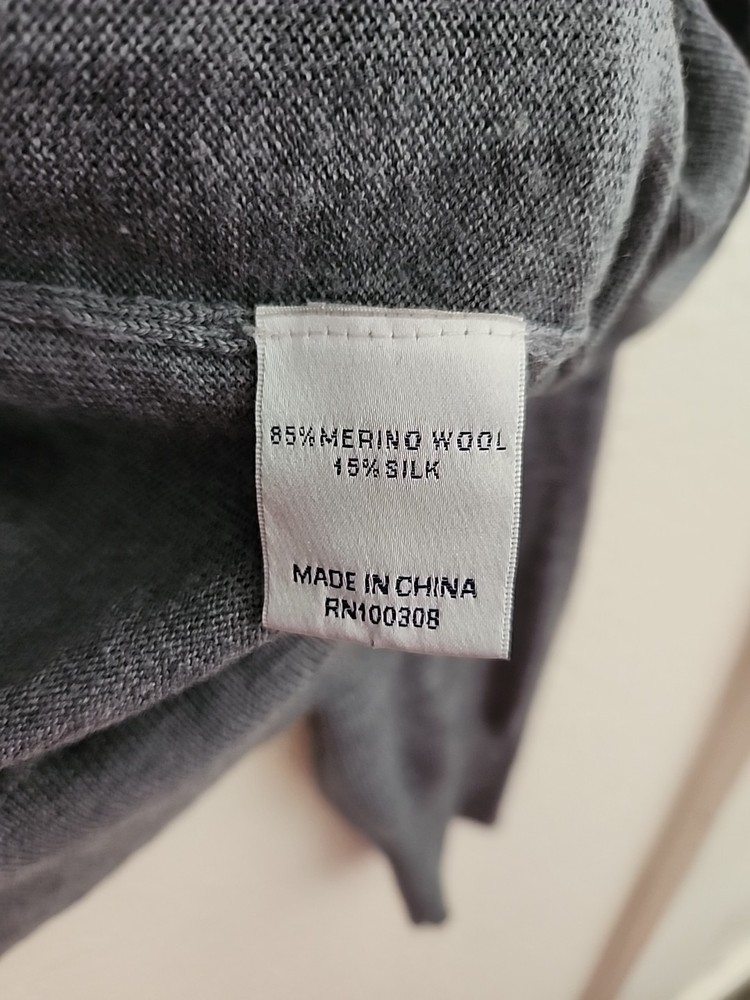 85%MERINO WOOL
15%SILK
MADE IN CHINA
RN100308